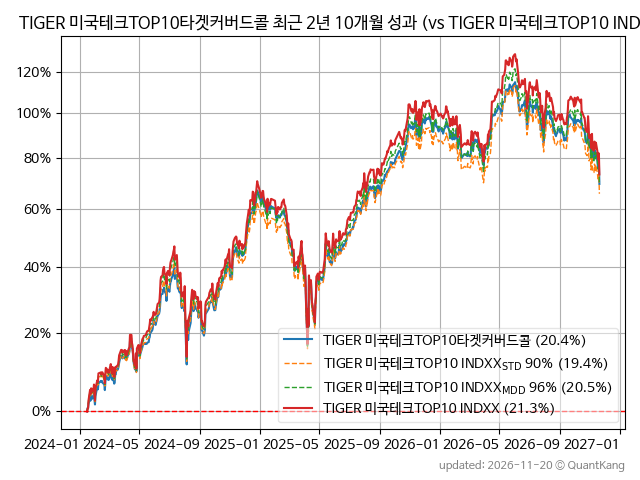 TIGER 미국테크TOP10타겟커버드콜 최근 2년 10개월 성과 (vs TIGER 미국테크TOP10 IND
120%
100%
80%
60%
40%
20%
0%
TIGER 미국테크TOP10타겟커버드콜 (20.4%)
TIGER 미국테크TOP10 INDXXSTD 90% (19.4%)
TIGER 미국테크TOP10 INDXXMDD 96% (20.5%)
TIGER 미국테크TOP10 INDXX (21.3%)
2024-01 2024-05 2024-09 2025-01 2025-05 2025-09 2026-01 2026-05 2026-09 2027-01
updated: 2026-11-20 © QuantKang